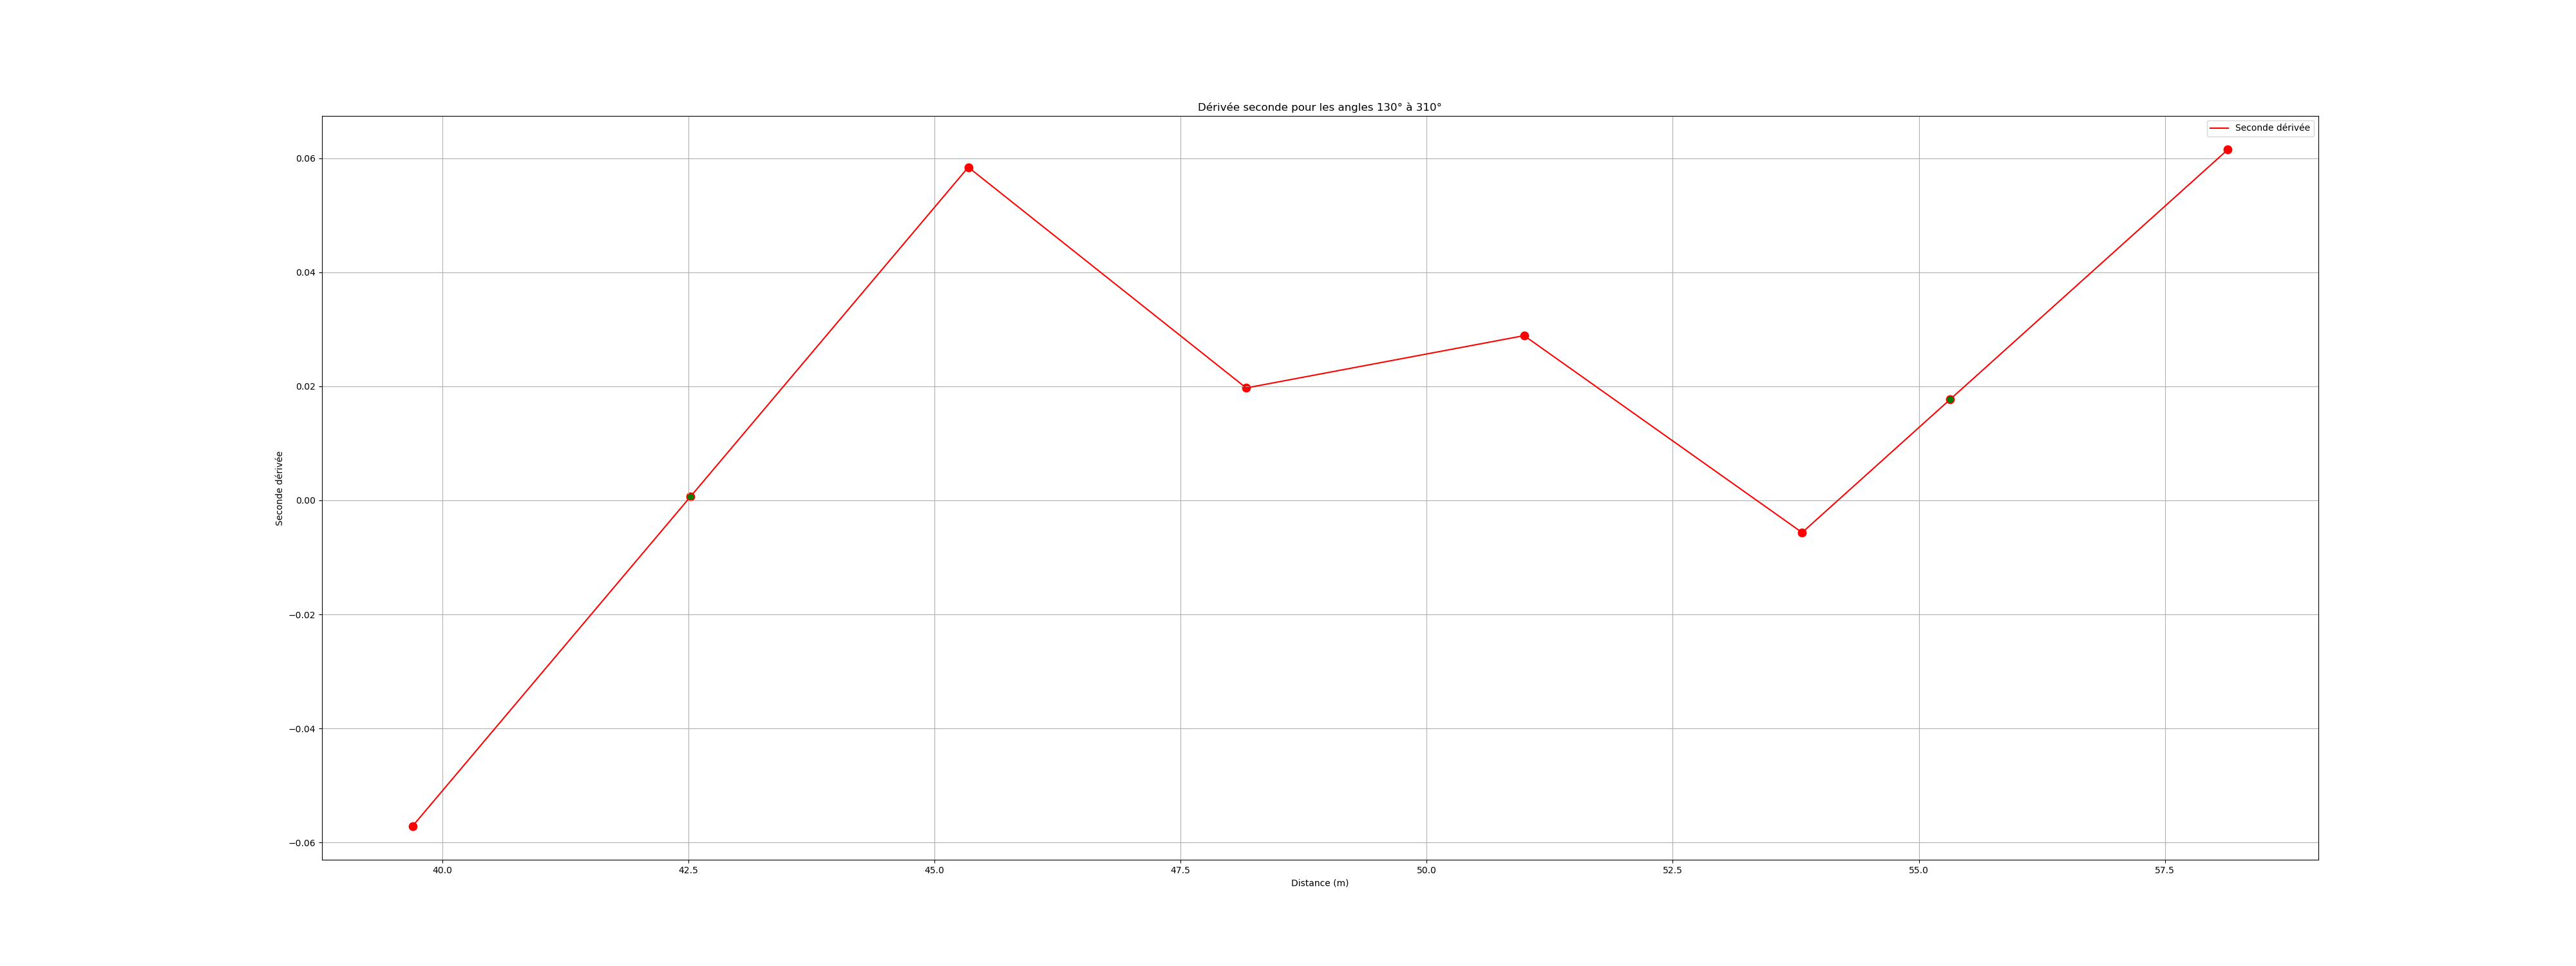 Dérivée seconde pour les angles 130° à 310°
Seconde dérivée
0.06
0.04
0.02
0.00
−0.02
−0.04
−0.06
Seconde dérivée
40.0 42.5 45.0 47.5 50.0 52.5 55.0 57.5
Distance (m)